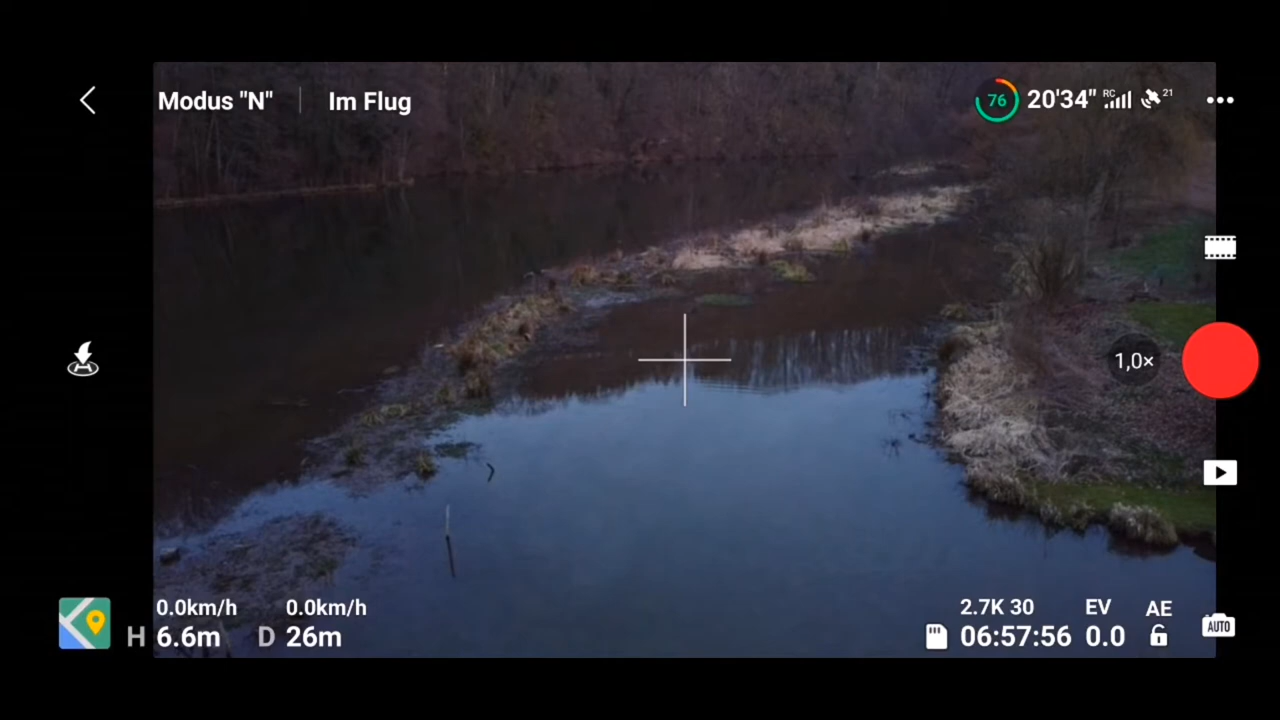 Modus "N" Im Flug
76 20'34" RC 21
1,0×
0.0km/h 0.0km/h
H 6.6m D 26m
2.7K 30 EV AE
06:57:56 0.0
AUTO